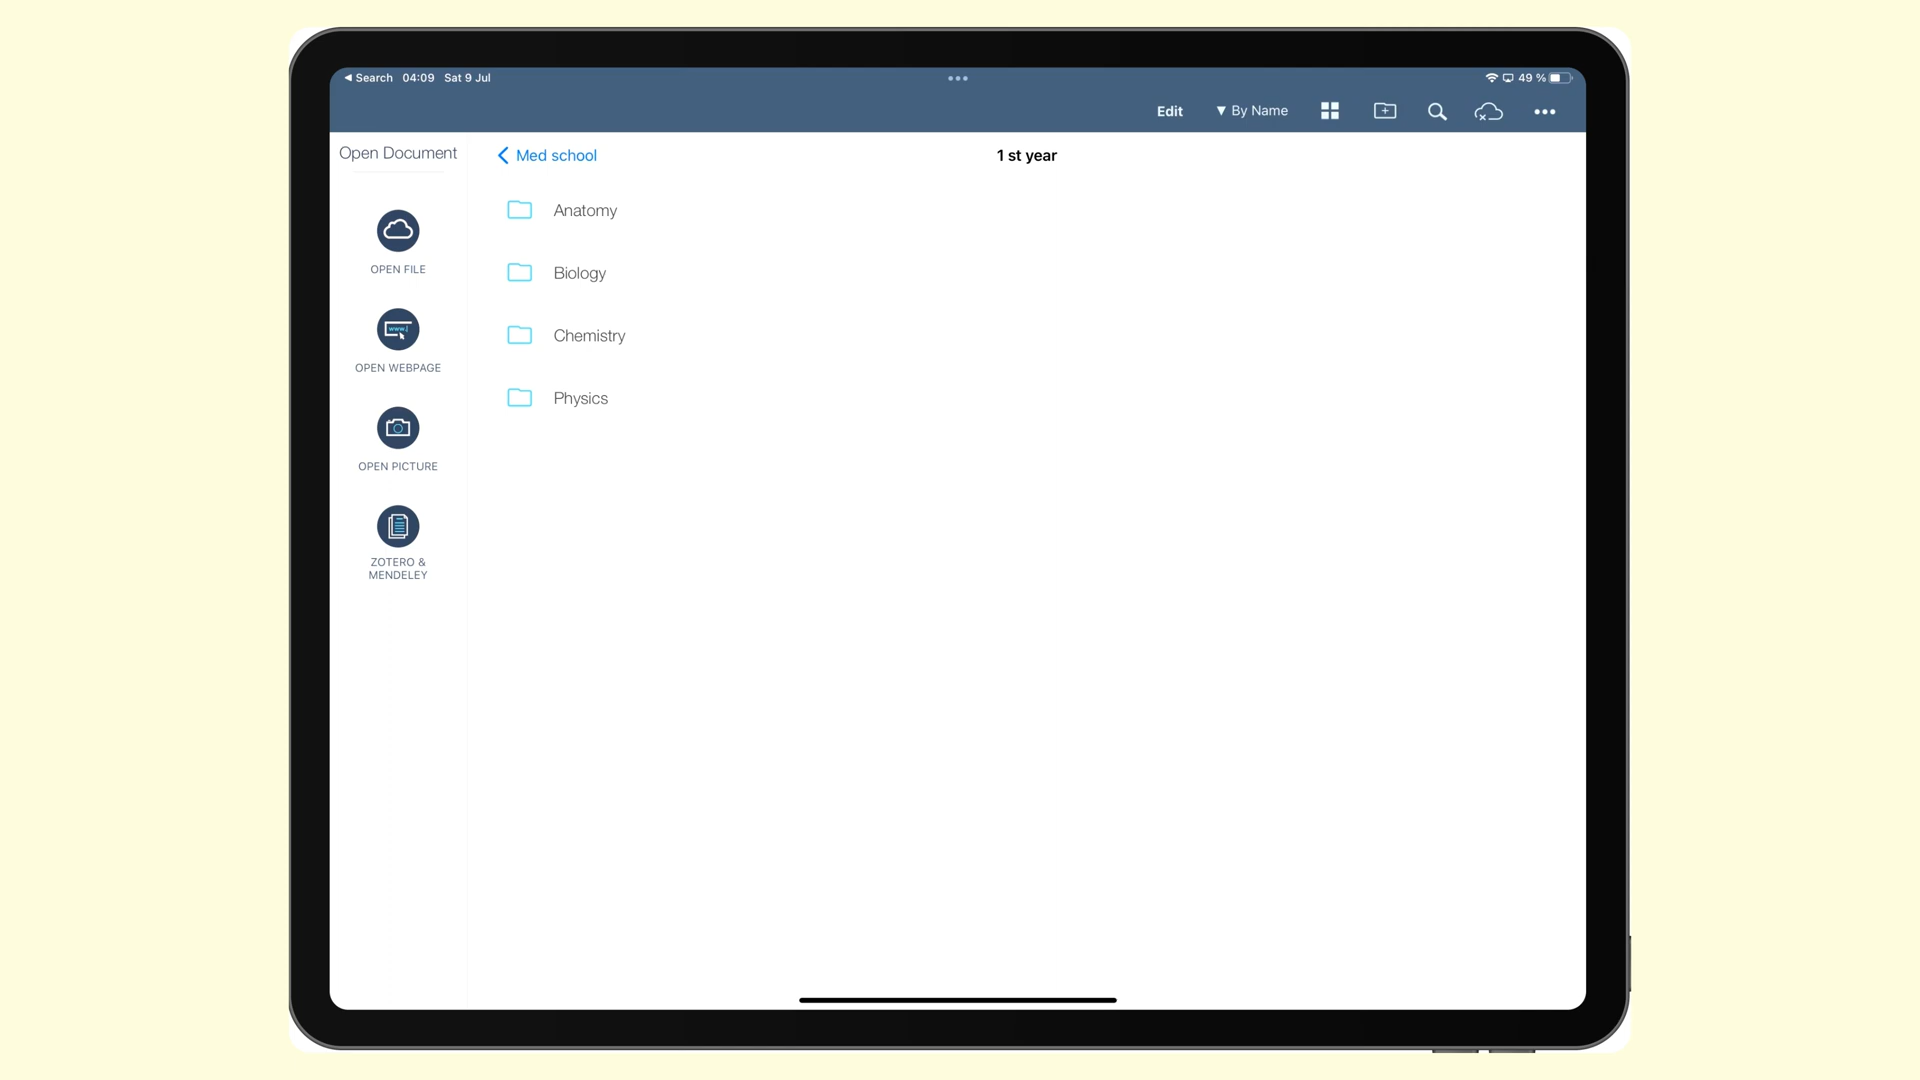 Search 04:09 Sat 9 Jul
49 %
Edit
By Name
Open Document
Med school
1 st year
OPEN FILE
www.
OPEN WEBPAGE
OPEN PICTURE
ZOTERO &
MENDELEY
Anatomy
Biology
Chemistry
Physics